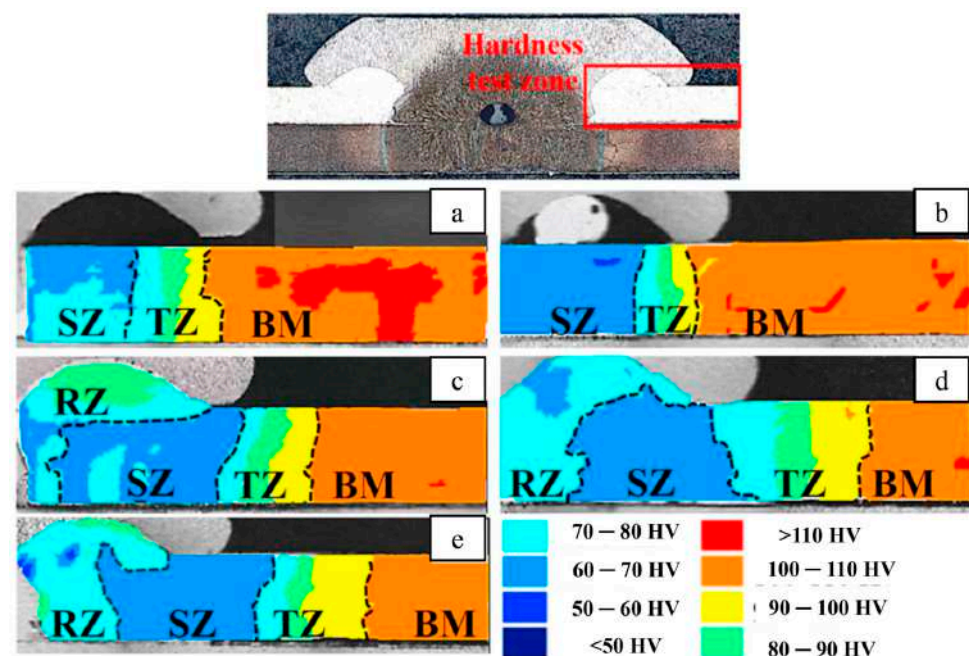 Hardness
test zone
a
SZ TZ BM
b
SZ TZ BM
c
RZ
SZ TZ BM
d
RZ SZ TZ BM
e
RZ SZ TZ BM
70 – 80 HV
>110 HV
60 – 70 HV
100 – 110 HV
50 – 60 HV
90 – 100 HV
<50 HV
80 – 90 HV